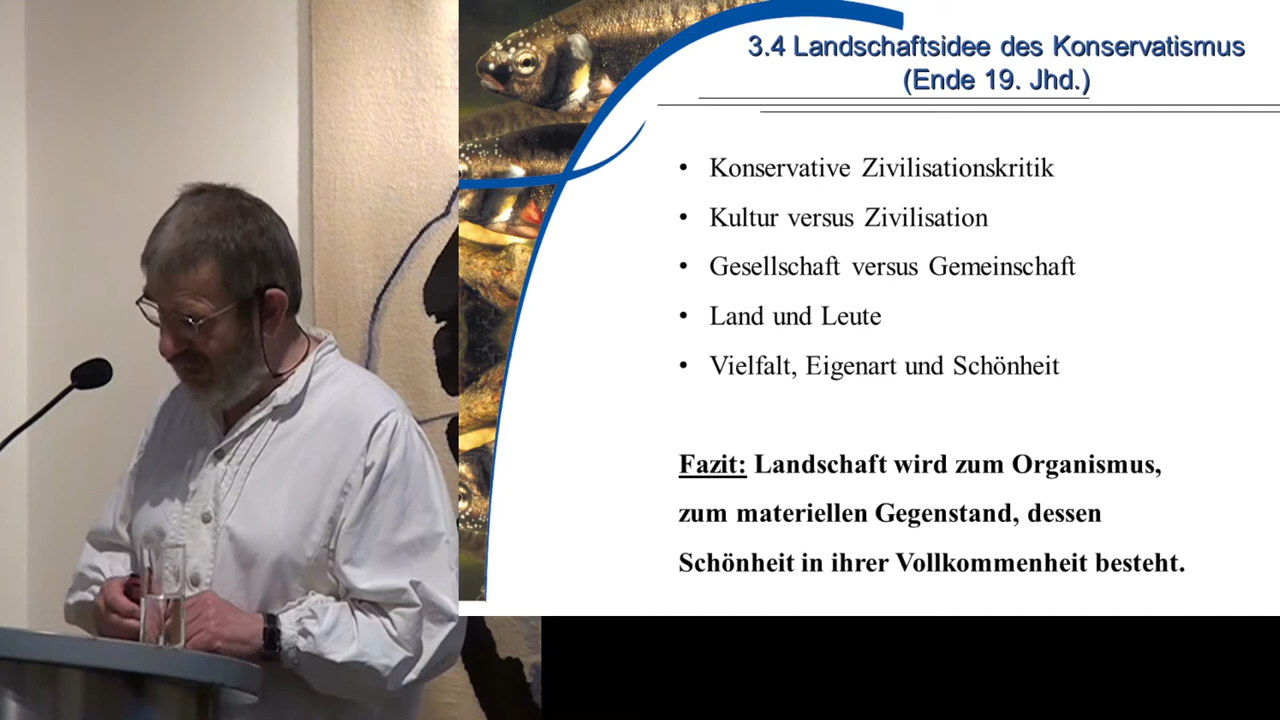 3.4 Landschaftsidee des Konservatismus
(Ende 19. Jhd.)
• Konservative Zivilisationskritik
• Kultur versus Zivilisation
• Gesellschaft versus Gemeinschaft
• Land und Leute
• Vielfalt, Eigenart und Schönheit
Fazit: Landschaft wird zum Organismus,
zum materiellen Gegenstand, dessen
Schönheit in ihrer Vollkommenheit besteht.